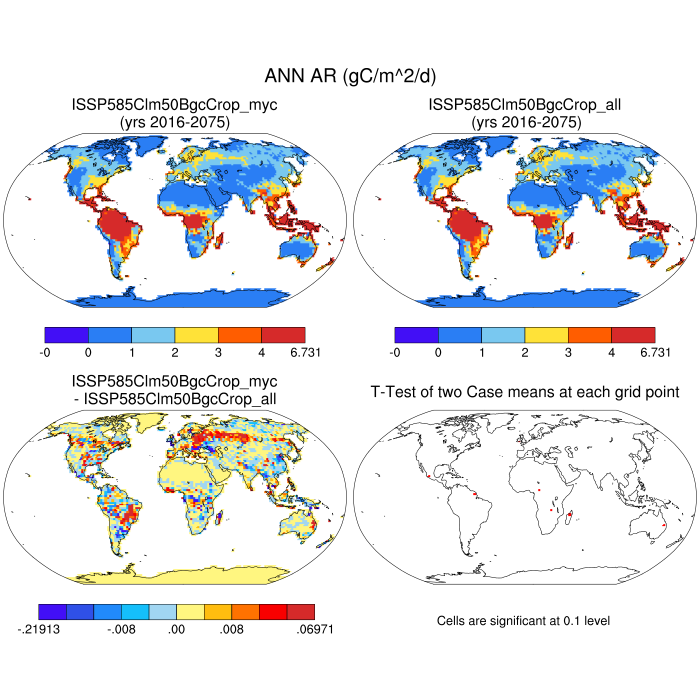 ANN AR (gC/m^2/d)
ISSP585Clm50BgcCrop_myc
(yrs 2016-2075)
ISSP585Clm50BgcCrop_all
(yrs 2016-2075)
-0 0 1 2 3 4 6.731
-0 0 1 2 3 4 6.731
ISSP585Clm50BgcCrop_myc
- ISSP585Clm50BgcCrop_all
T-Test of two Case means at each grid point
-.21913 -.008 .00 .008 .06971
Cells are significant at 0.1 level